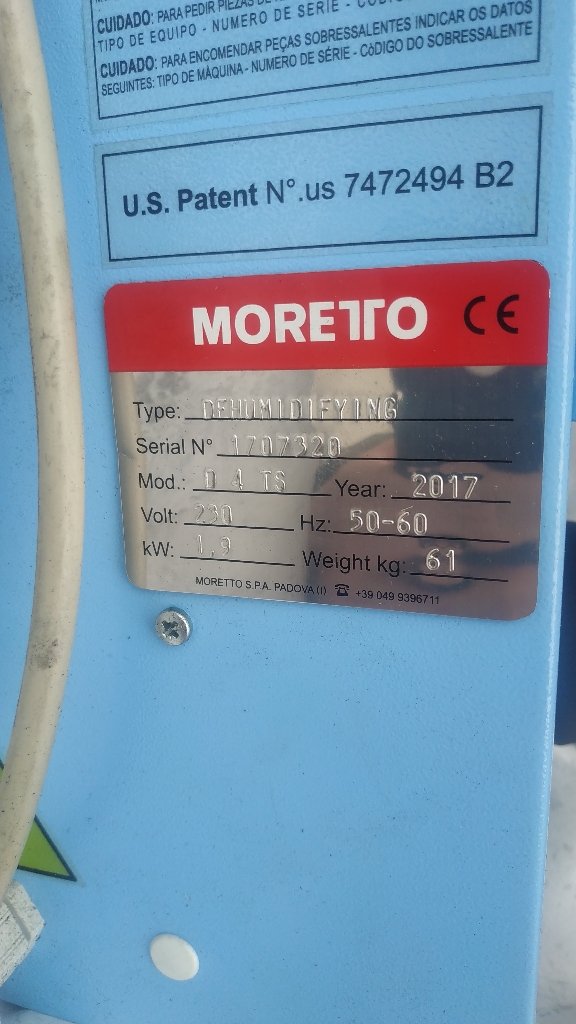 CUIDADO: PARA PEDIR PIEZAS DE
TIPO DE EQUIPO - NUMERO DE SERIE -
CUIDADO: PARA ENCOMENDAR PEÇAS SOBRESSALENTES INDICAR OS DATOS
SEGUINTES: TIPO DE MÀQUINA - NUMERO DE SÉRIE - CòDIGO DO SOBRESSALENTE
U.S. Patent N°.us 7472494 B2
MORETTO CE
Type: DEHUMIDIFYING
Serial N° 1707320
Mod.: D 4 TS Year: 2017
Volt: 230 Hz: 50-60
kW: 1,9 Weight kg: 61
MORETTO S.P.A. PADOVA (I) ☎ +39 049 9396711